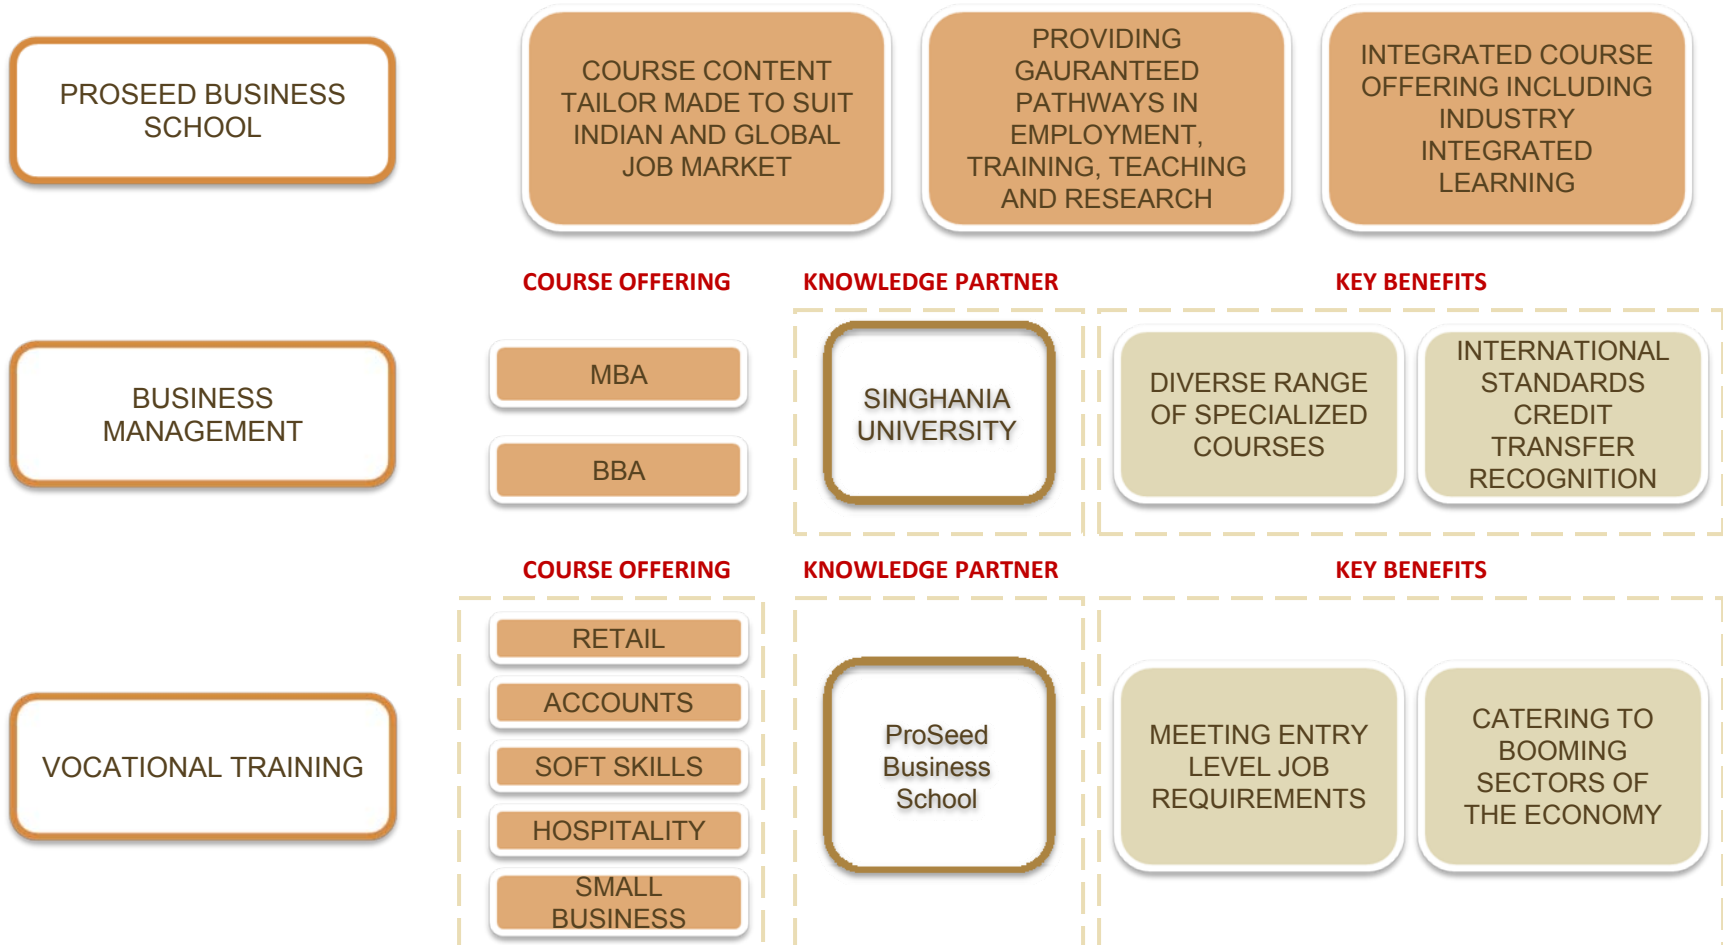 PROSEED BUSINESS
SCHOOL
COURSE CONTENT
TAILOR MADE TO SUIT
INDIAN AND GLOBAL
JOB MARKET
PROVIDING
GAURANTEED
PATHWAYS IN
EMPLOYMENT,
TRAINING, TEACHING
AND RESEARCH
INTEGRATED COURSE
OFFERING INCLUDING
INDUSTRY
INTEGRATED
LEARNING
COURSE OFFERING
KNOWLEDGE PARTNER
KEY BENEFITS
BUSINESS
MANAGEMENT
MBA
BBA
SINGHANIA
UNIVERSITY
DIVERSE RANGE
OF SPECIALIZED
COURSES
INTERNATIONAL
STANDARDS
CREDIT
TRANSFER
RECOGNITION
COURSE OFFERING
KNOWLEDGE PARTNER
KEY BENEFITS
VOCATIONAL TRAINING
RETAIL
ACCOUNTS
SOFT SKILLS
HOSPITALITY
SMALL
BUSINESS
ProSeed
Business
School
MEETING ENTRY
LEVEL JOB
REQUIREMENTS
CATERING TO
BOOMING
SECTORS OF
THE ECONOMY